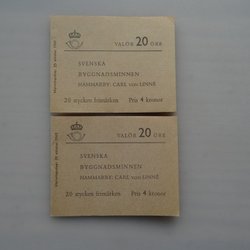 VALÖR 20 ÖRE
SVENSKA
BYGGNADSMINNEN
HAMMARBY: CARL von LINNÉ
20 stycken frimärken Pris 4 kronor
VALÖR 20 ÖRE
SVENSKA
BYGGNADSMINNEN
HAMMARBY: CARL von LINNÉ
20 stycken frimärken Pris 4 kronor